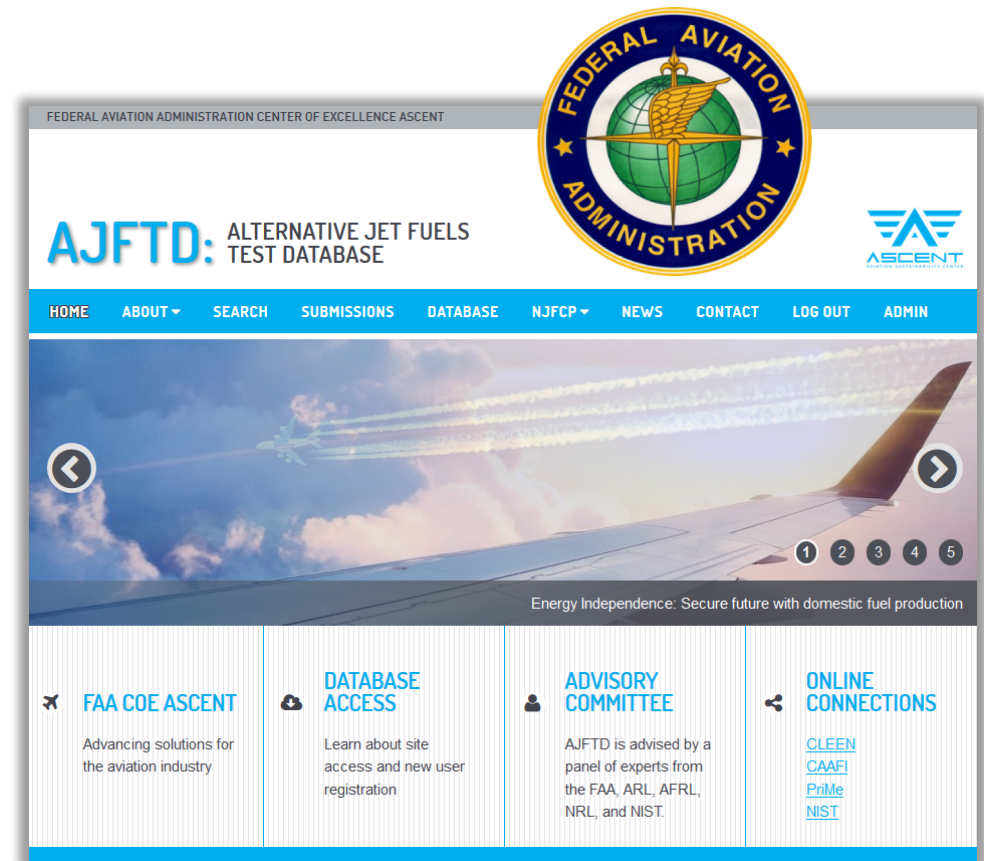 FEDERAL AVIATION ADMINISTRATION
FEDERAL AVIATION ADMINISTRATION CENTER OF EXCELLENCE ASCENT
AJFTD: ALTERNATIVE JET FUELS
TEST DATABASE
ASCENT
AVIATION SUSTAINABILITY CENTER
HOME ABOUT SEARCH SUBMISSIONS DATABASE NJFCP NEWS CONTACT LOG OUT ADMIN
1 2 3 4 5
Energy Independence: Secure future with domestic fuel production
FAA COE ASCENT
Advancing solutions for
the aviation industry
DATABASE
ACCESS
Learn about site
access and new user
registration
ADVISORY
COMMITTEE
AJFTD is advised by a
panel of experts from
the FAA, ARL, AFRL,
NRL, and NIST.
ONLINE
CONNECTIONS
CLEEN
CAAFI
PriMe
NIST